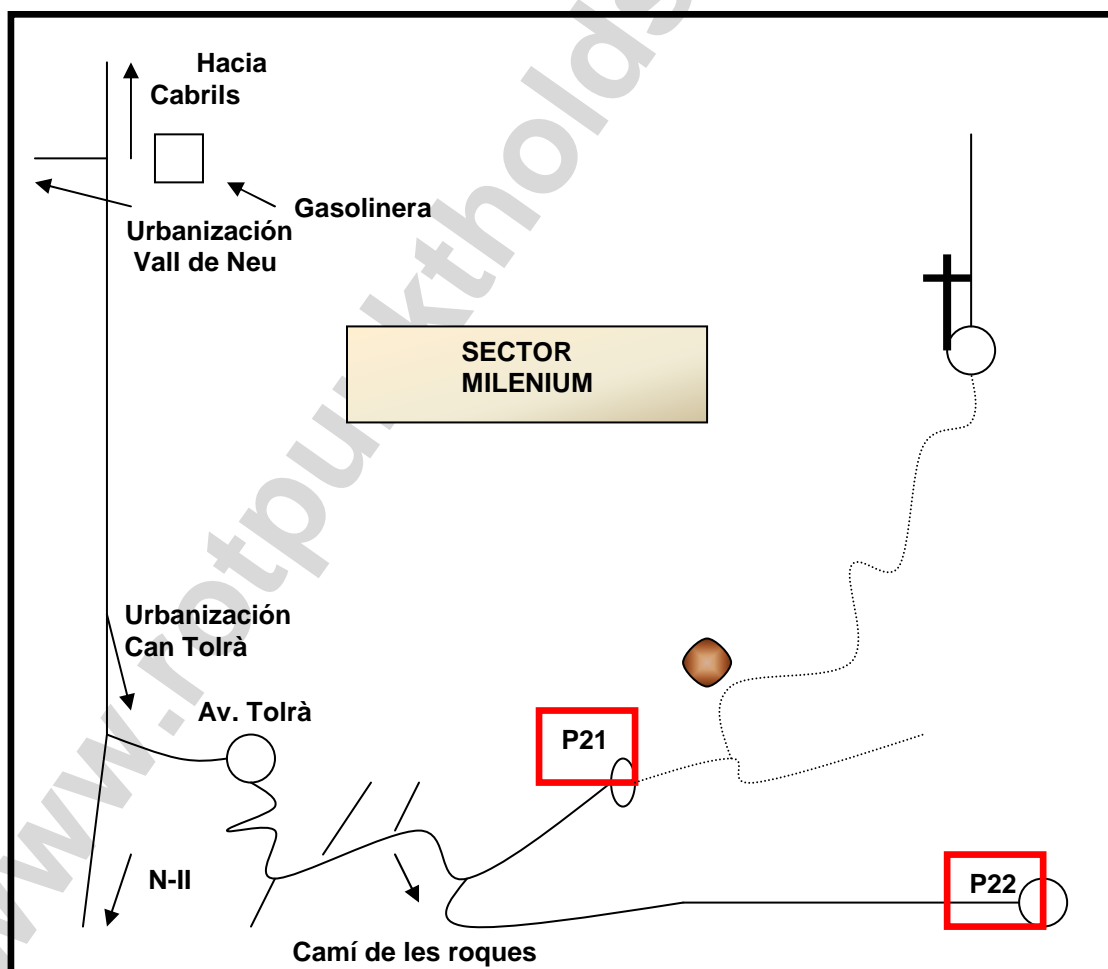 Hacia
Cabrils
Gasolinera
Urbanización
Vall de Neu
SECTOR
MILENIUM
Urbanización
Can Tolrà
Av. Tolrà
P21
N-II
P22
Camí de les roques
www.rotpunktholds